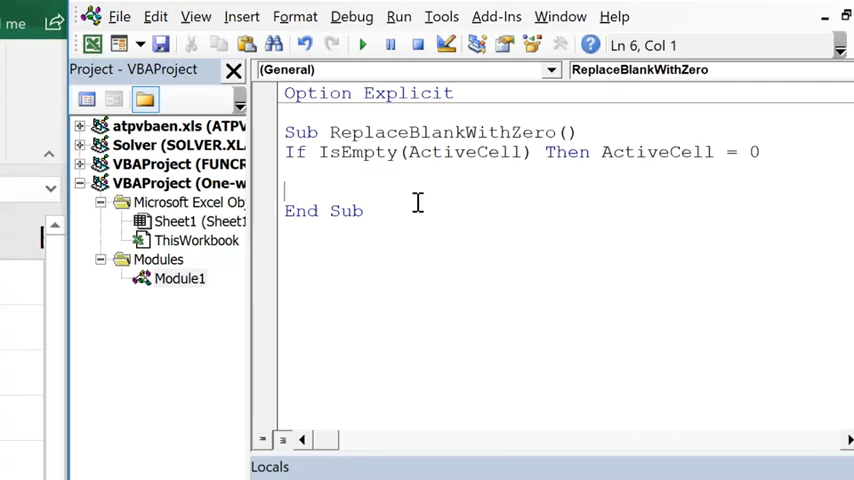 me
File Edit View Insert Format Debug Run Tools Add-Ins Window Help
Ln 6, Col 1
Project - VBAProject
(General)
ReplaceBlankWithZero
atpvbaen.xls (ATPV
Solver (SOLVER.XLA
VBAProject (FUNCR
VBAProject (One-w
Microsoft Excel Obj
Sheet1 (Sheet1
ThisWorkbook
Modules
Module1
Option Explicit
Sub ReplaceBlankWithZero()
If IsEmpty(ActiveCell) Then ActiveCell = 0
End Sub
Locals